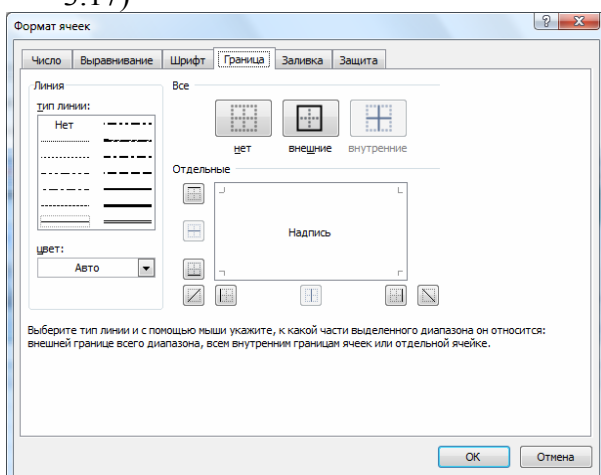 3.17)
Формат ячеек
Число Выравнивание Шрифт Граница Заливка Защита
Линия
тип линии:
Нет
цвет:
Авто
Все
нет внешние внутренние
Отдельные
Надпись
Выберите тип линии и с помощью мыши укажите, к какой части выделенного диапазона он относится:
внешней границе всего диапазона, всем внутренним границам ячеек или отдельной ячейке.
ОК Отмена